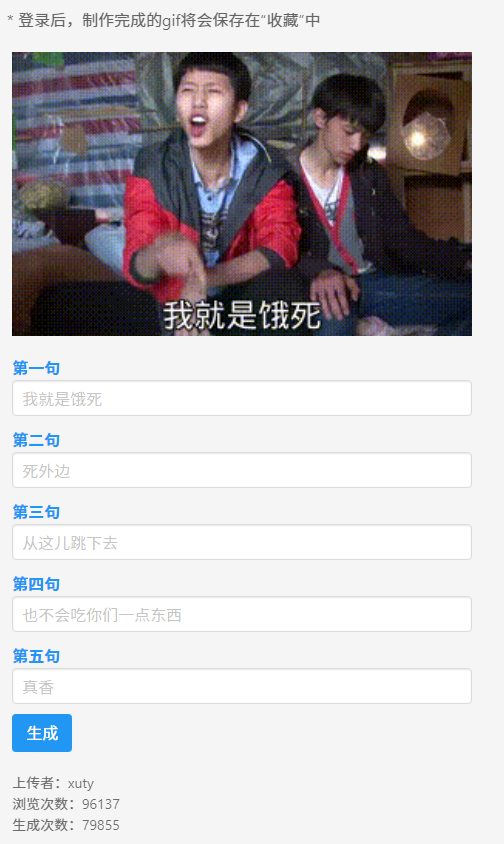 * 登录后，制作完成的gif将会保存在“收藏”中
我就是饿死
第一句
我就是饿死
第二句
死外边
第三句
从这儿跳下去
第四句
也不会吃你们一点东西
第五句
真香
生成
上传者：xuty
浏览次数：96137
生成次数：79855